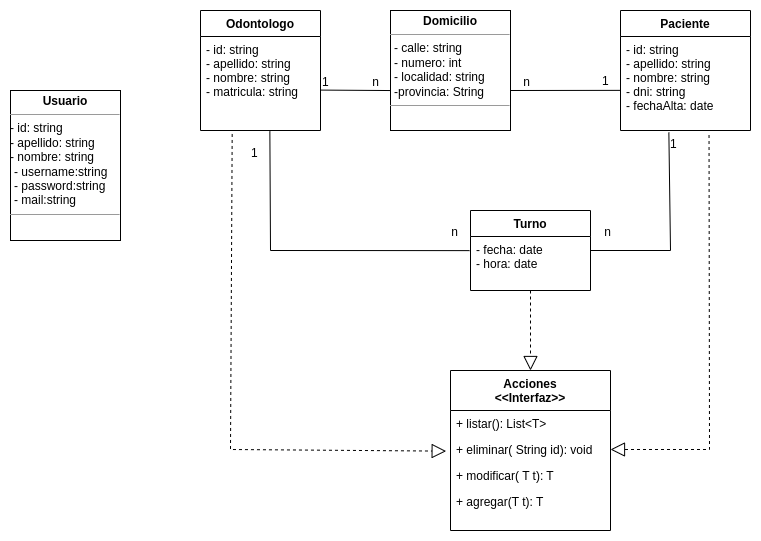 Odontologo
- id: string
- apellido: string
- nombre: string
- matricula: string
Domicilio
- calle: string
- numero: int
- localidad: string
-provincia: String
Paciente
- id: string
- apellido: string
- nombre: string
- dni: string
- fechaAlta: date
1
n
n
1
Usuario
- id: string
- apellido: string
- nombre: string
- username:string
- password:string
- mail:string
1
1
n
n
Turno
- fecha: date
- hora: date
Acciones
<<Interfaz>>
+ listar(): List<T>
+ eliminar( String id): void
+ modificar( T t): T
+ agregar(T t): T